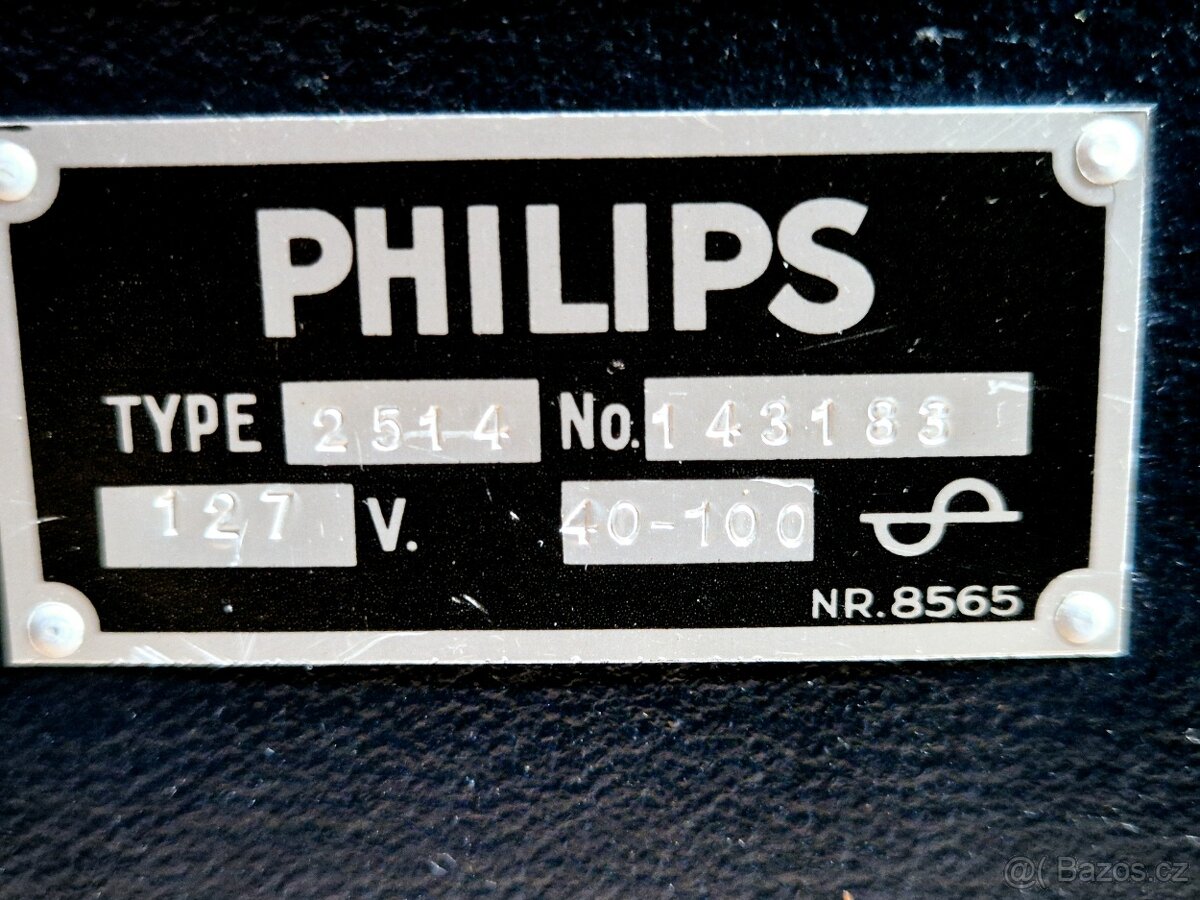 PHILIPS
TYPE 2514 No. 143183
127 V. 40-100
NR. 8565
@( Bazos.cz